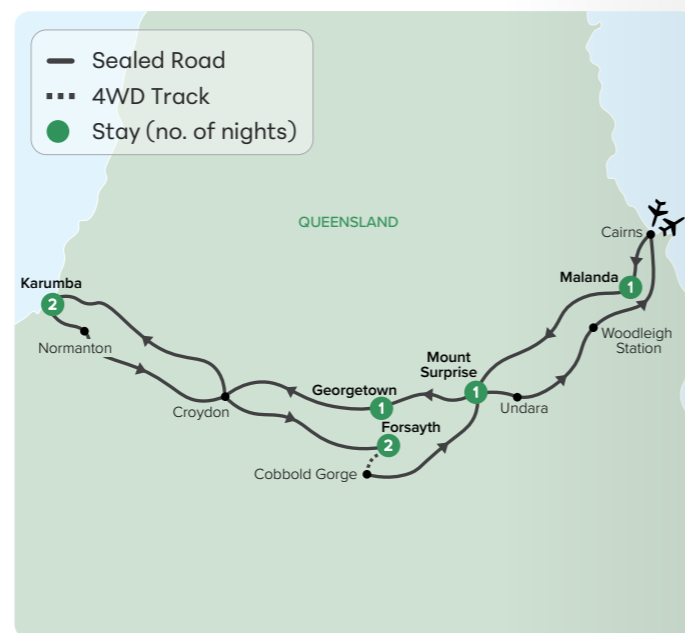 Sealed Road
4WD Track
Stay (no. of nights)
QUEENSLAND
Cairns
Karumba
2
Malanda
1
Normanton
Woodleigh
Station
Mount
Surprise
1
Georgetown
1
Undara
Croydon
Forsayth
2
Cobbold Gorge